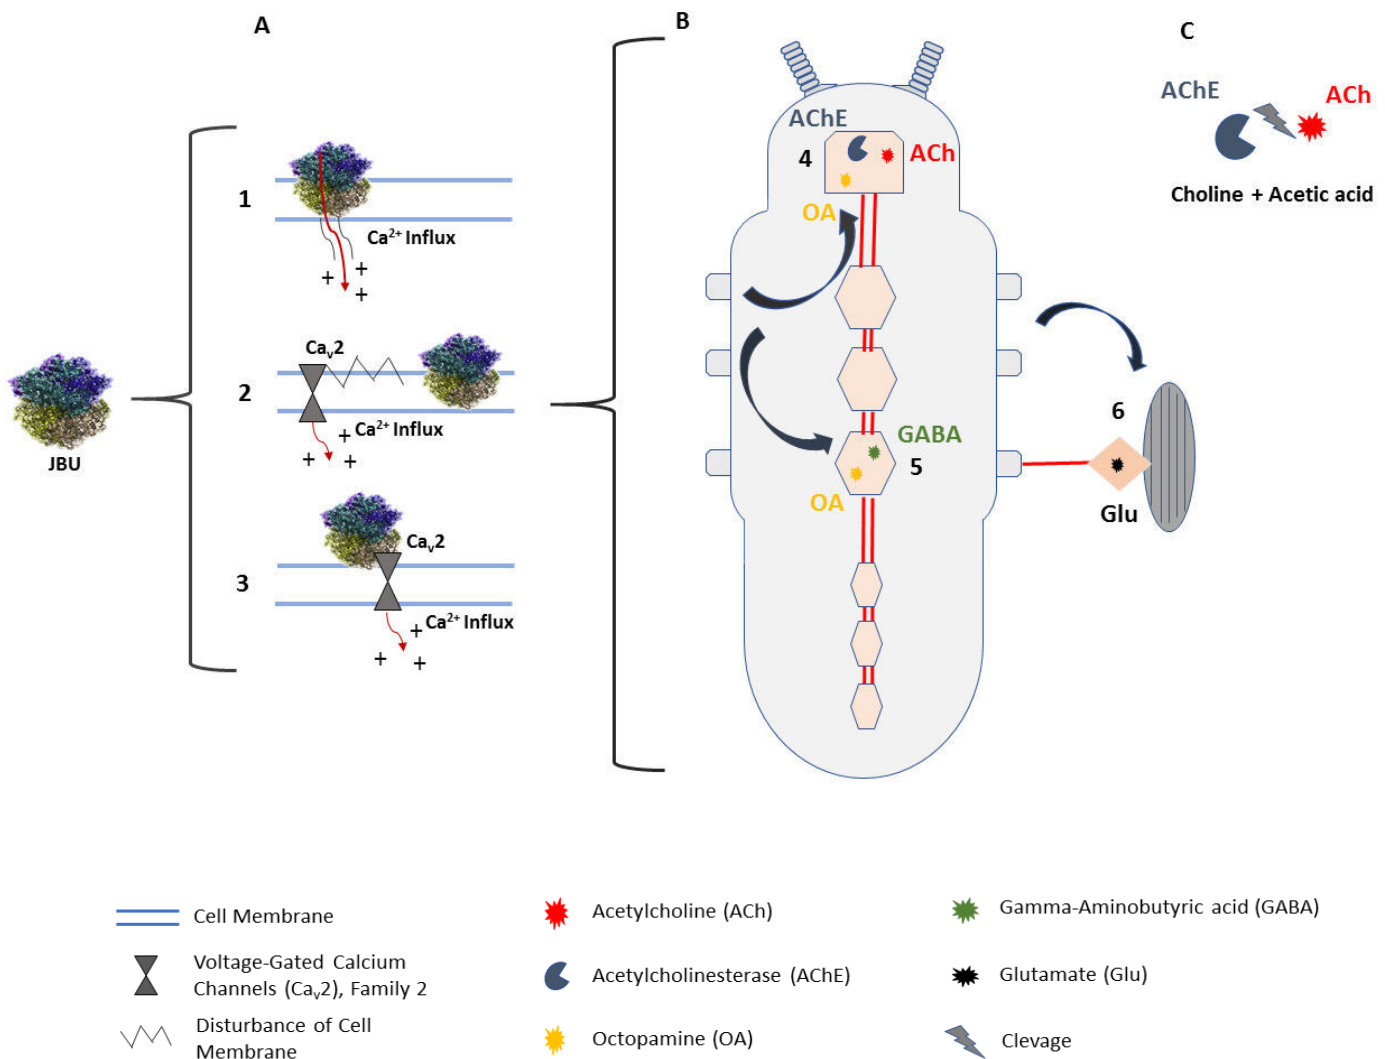 A
B
C
1
Ca2+ Influx
+
+
+
JBU
Cav2
2
Ca2+ Influx
+
+
+
Cav2
3
Ca2+ Influx
+
+
+
AChE
4
ACh
OA
GABA
5
OA
6
Glu
AChE
ACh
Choline + Acetic acid
Cell Membrane
Voltage-Gated Calcium
Channels (Cav2), Family 2
Disturbance of Cell
Membrane
Acetylcholine (ACh)
Acetylcholinesterase (AChE)
Octopamine (OA)
Gamma-Aminobutyric acid (GABA)
Glutamate (Glu)
Clevage